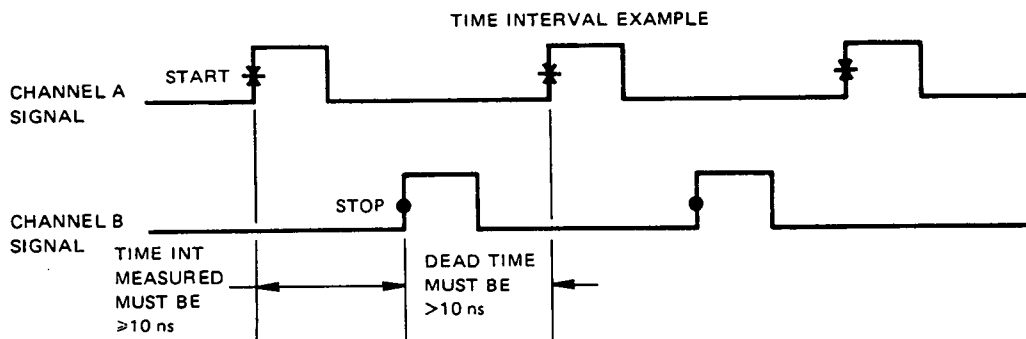 TIME INTERVAL EXAMPLE
START
CHANNEL A
SIGNAL
STOP
CHANNEL B
SIGNAL
TIME INT
MEASURED
MUST BE
⩾10 ns
DEAD TIME
MUST BE
>10 ns